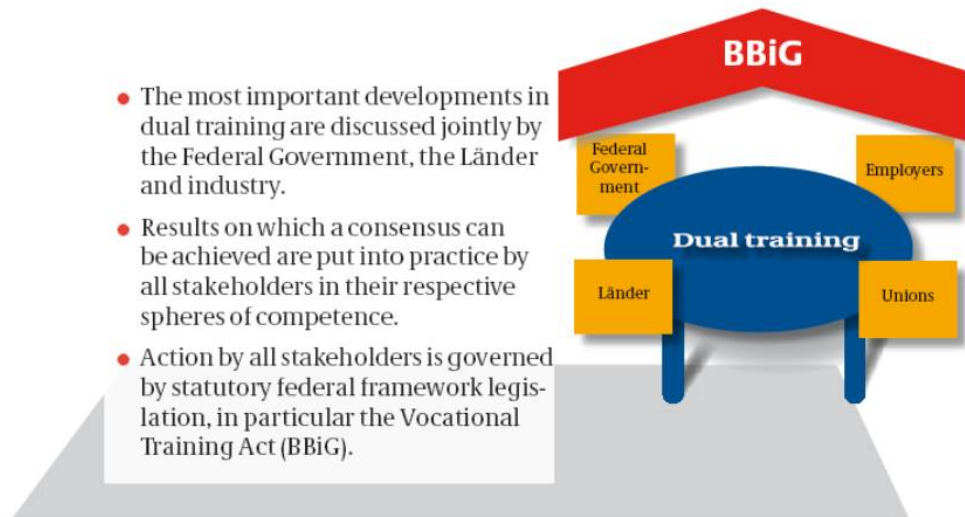 The most important developments in
dual training are discussed jointly by
the Federal Government, the Länder
and industry.
Results on which a consensus can
be achieved are put into practice by
all stakeholders in their respective
spheres of competence.
Action by all stakeholders is governed
by statutory federal framework legis-
lation, in particular the Vocational
Training Act (BBiG).
BBiG
Federal
Govern-
ment
Employers
Dual training
Länder
Unions